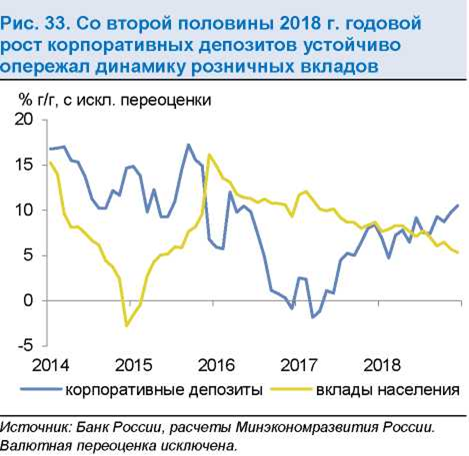 Рис. 33. Со второй половины 2018 г. годовой
рост корпоративных депозитов устойчиво
опережал динамику розничных вкладов
% г/г, с искл. переоценки
20
15
10
5
0
-5
2014 2015 2016 2017 2018
корпоративные депозиты вклады населения
Источник: Банк России, расчеты Минэкономразвития России.
Валютная переоценка исключена.